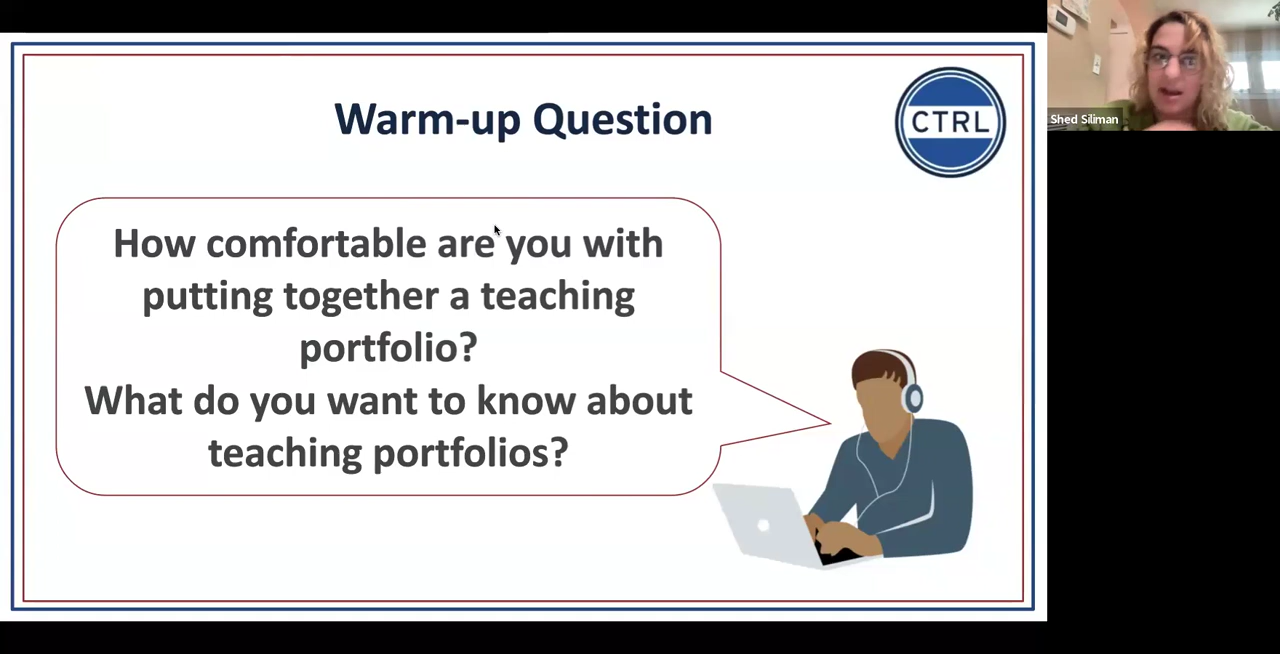 Warm-up Question
CTRL
How comfortable are you with
putting together a teaching
portfolio?
What do you want to know about
teaching portfolios?
Shed Siliman